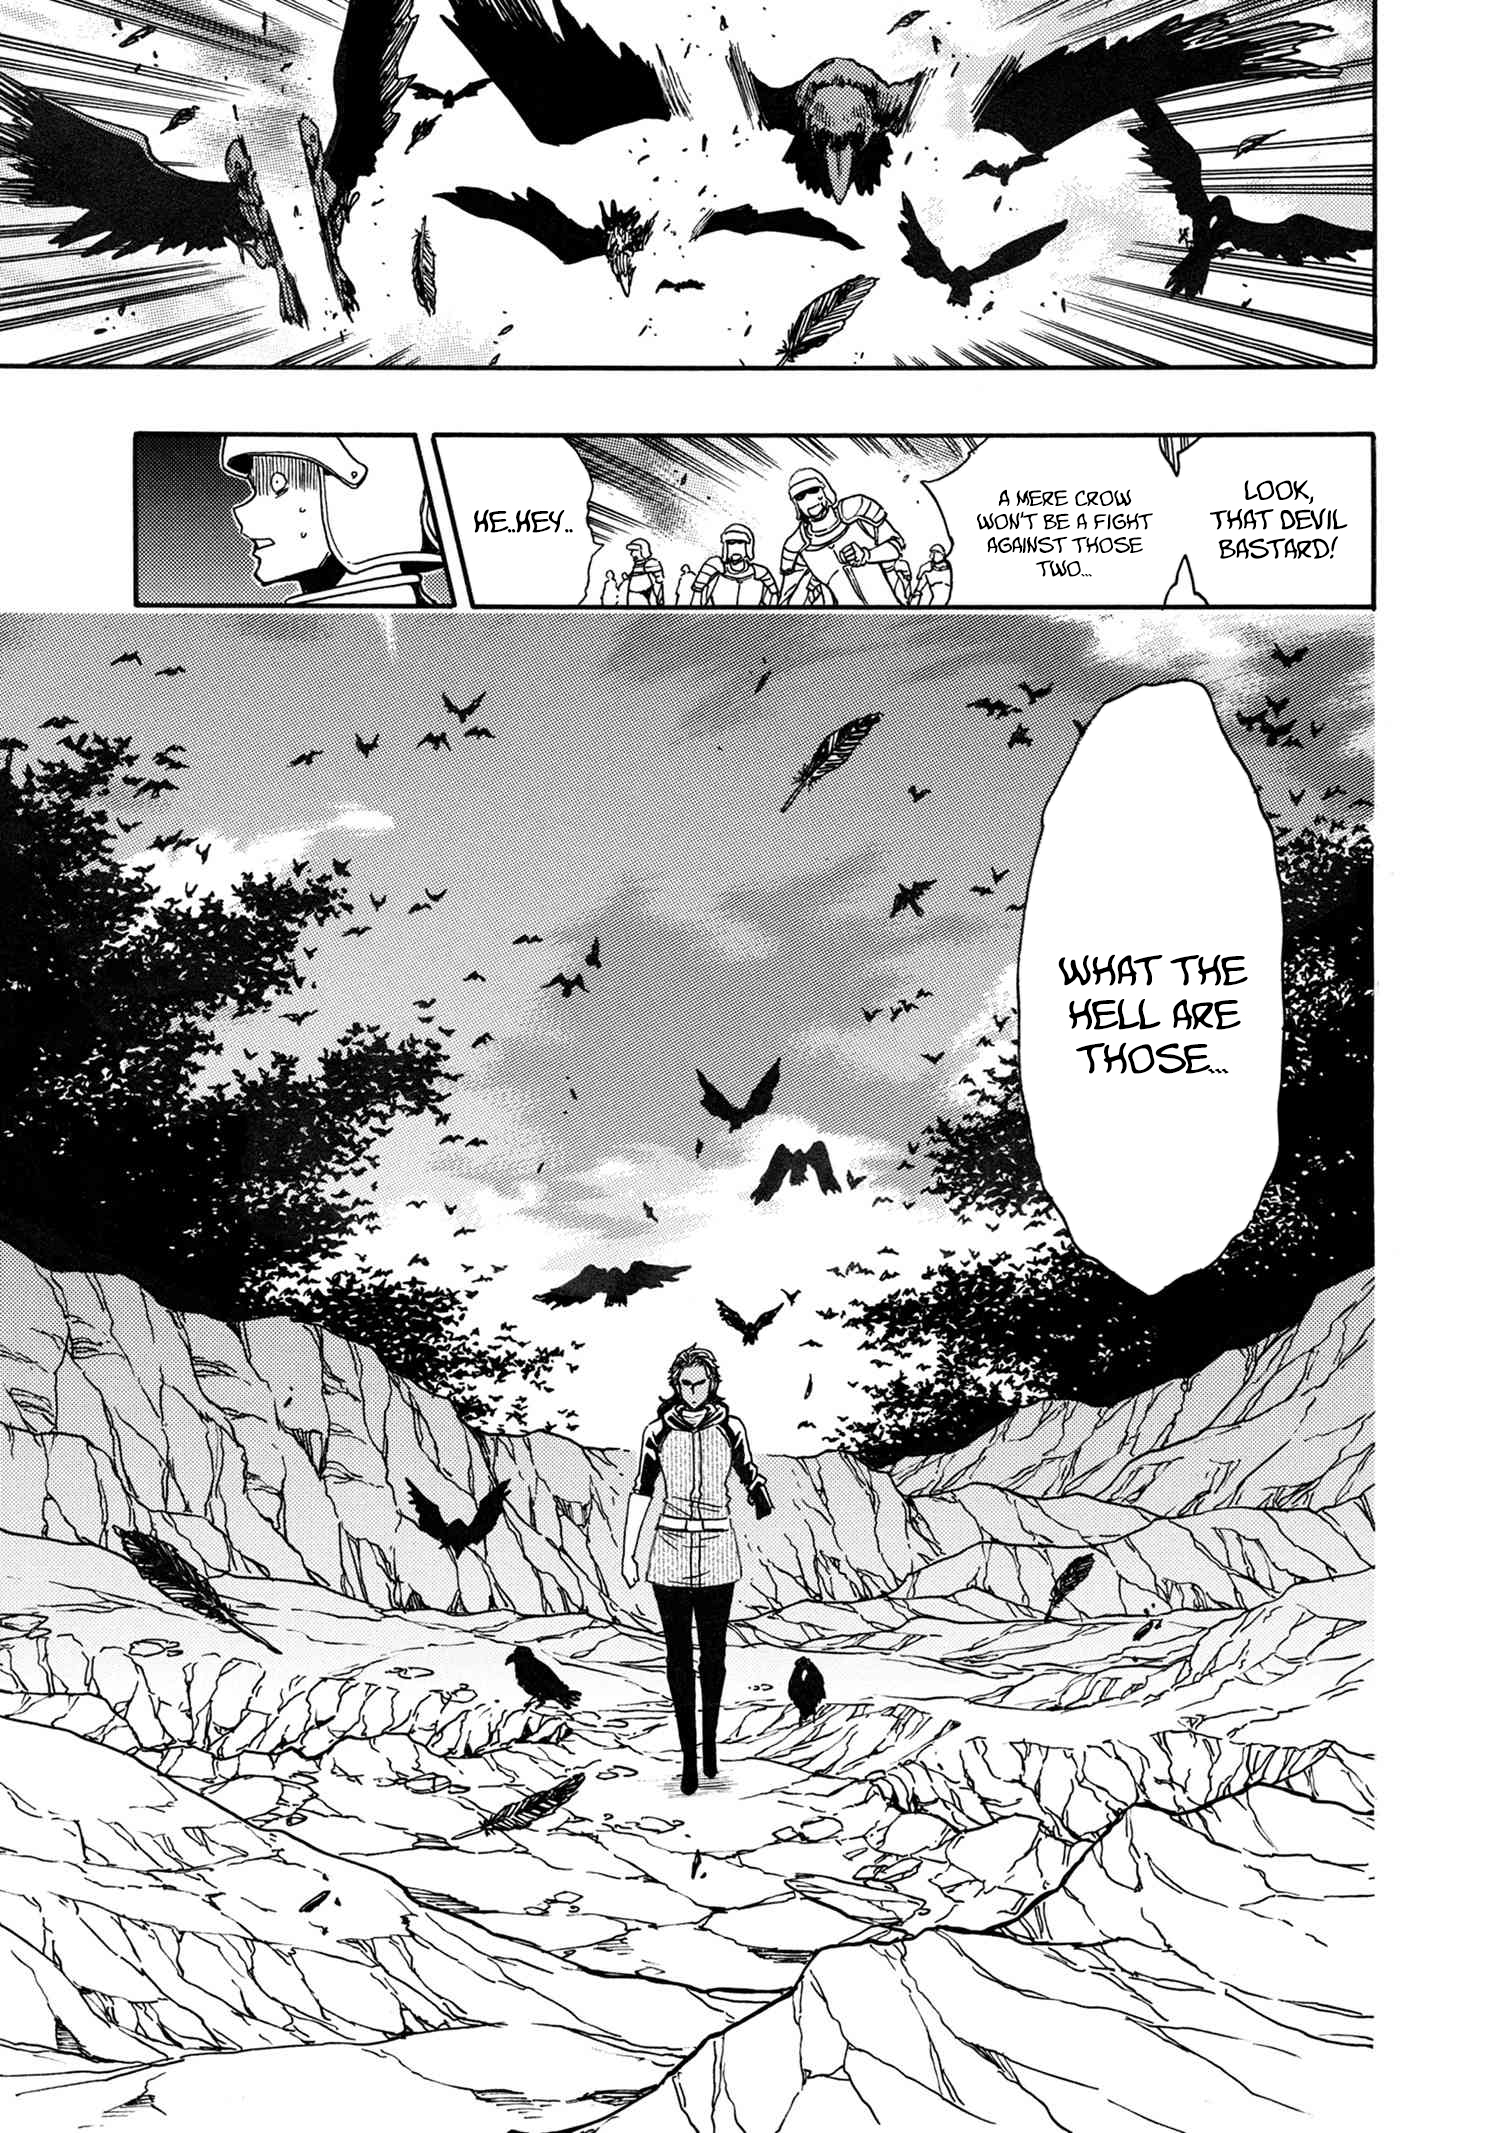 LOOK,
THAT DEVIL
BASTARD!
A MERE CROW
WON'T BE A FIGHT
AGAINST THOSE
TWO...
HE..HEY..
WHAT THE
HELL ARE
THOSE...